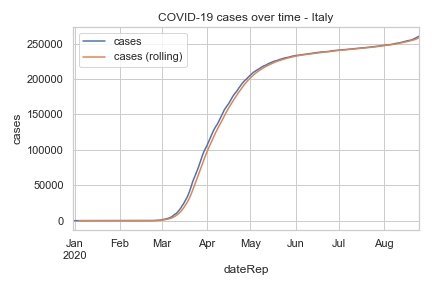 COVID-19 cases over time - Italy
cases
cases (rolling)
250000
200000
150000
100000
50000
0
cases
Jan Feb Mar Apr May Jun Jul Aug
2020
dateRep